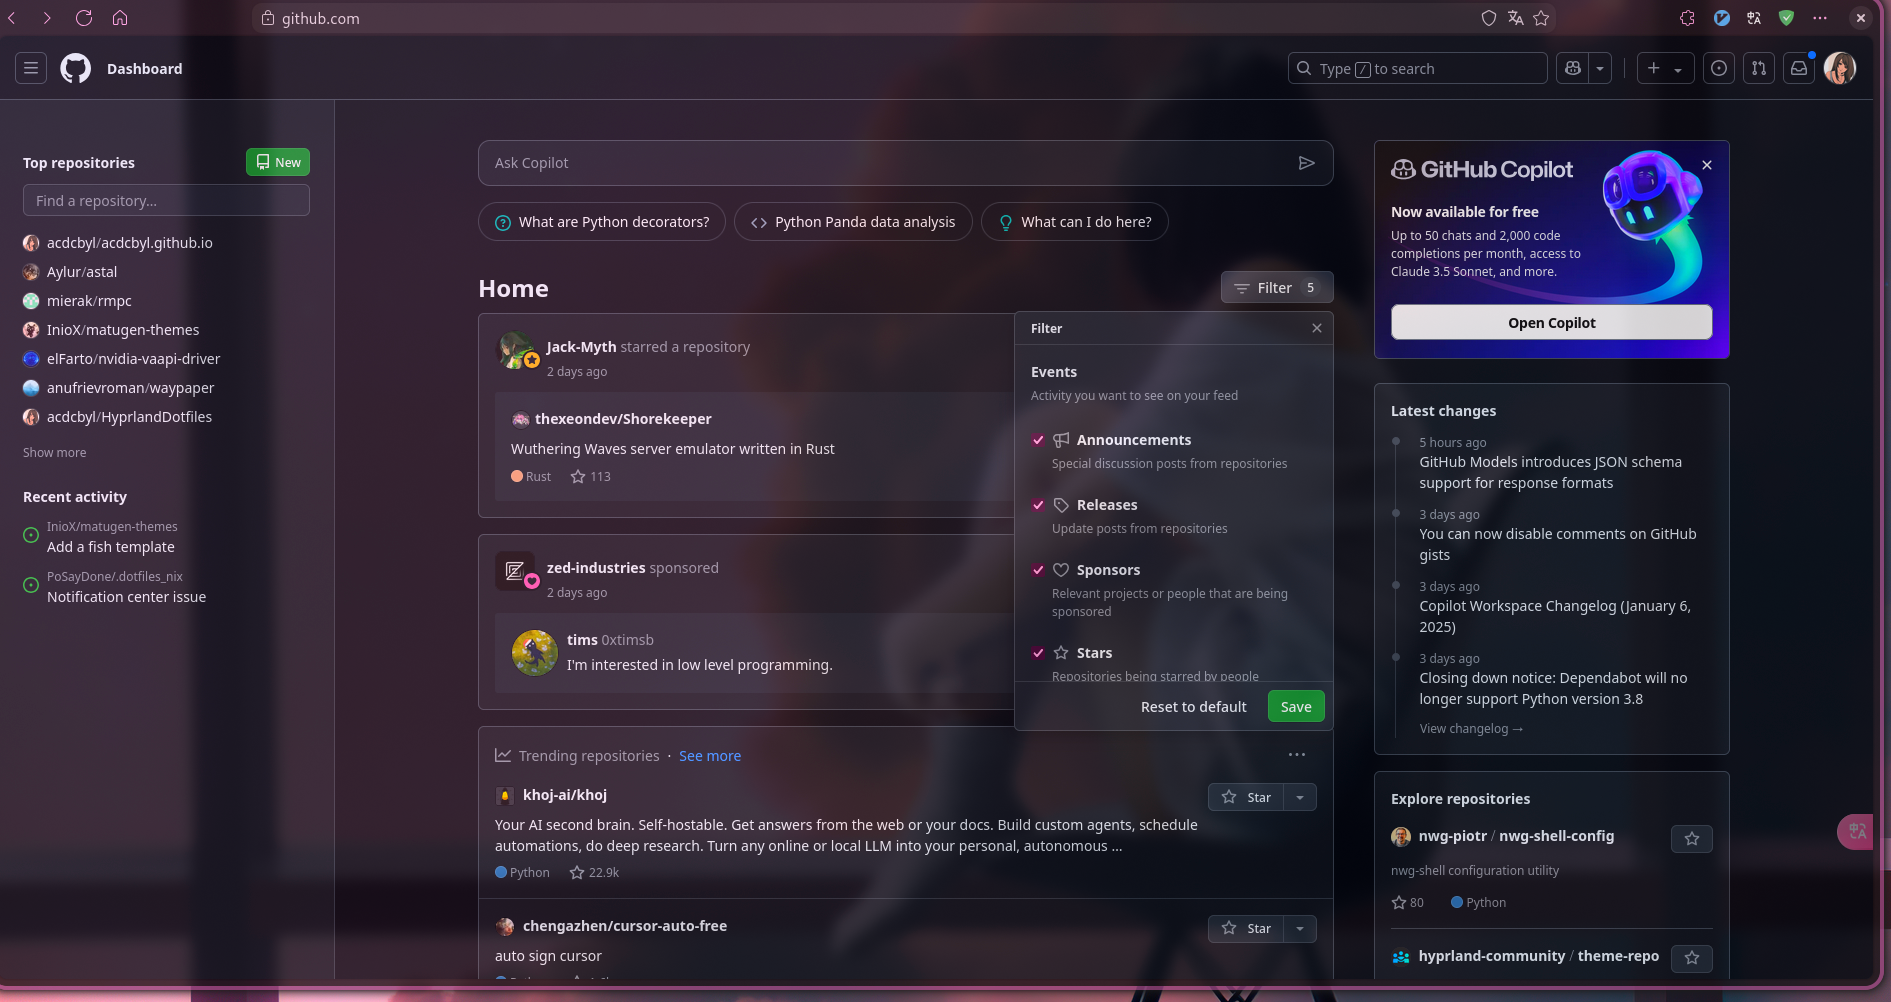 github.com
Dashboard
Type / to search
Top repositories
New
Find a repository...
acdcbyl/acdcbyl.github.io
Aylur/astal
mierak/rmpc
InioX/matugen-themes
elFarto/nvidia-vaapi-driver
anufrievroman/waypaper
acdcbyl/HyprlandDotfiles
Show more
Recent activity
InioX/matugen-themes
Add a fish template
PoSayDone/.dotfiles_nix
Notification center issue
Ask Copilot
What are Python decorators?
Python Panda data analysis
What can I do here?
Home
Filter 5
Jack-Myth starred a repository
2 days ago
thexeondev/Shorekeeper
Wuthering Waves server emulator written in Rust
Rust 113
zed-industries sponsored
2 days ago
tims 0xtimsb
I'm interested in low level programming.
Filter
Events
Activity you want to see on your feed
Announcements
Special discussion posts from repositories
Releases
Update posts from repositories
Sponsors
Relevant projects or people that are being
sponsored
Stars
Repositories being starred by people
Reset to default
Save
Trending repositories · See more
khoj-ai/khoj
Star
Your AI second brain. Self-hostable. Get answers from the web or your docs. Build custom agents, schedule
automations, do deep research. Turn any online or local LLM into your personal, autonomous ...
Python 22.9k
chengazhen/cursor-auto-free
Star
auto sign cursor
GitHub Copilot
Now available for free
Up to 50 chats and 2,000 code
completions per month, access to
Claude 3.5 Sonnet, and more.
Open Copilot
Latest changes
5 hours ago
GitHub Models introduces JSON schema
support for response formats
3 days ago
You can now disable comments on GitHub
gists
3 days ago
Copilot Workspace Changelog (January 6,
2025)
3 days ago
Closing down notice: Dependabot will no
longer support Python version 3.8
View changelog →
Explore repositories
nwg-piotr / nwg-shell-config
nwg-shell configuration utility
80 Python
hyprland-community / theme-repo